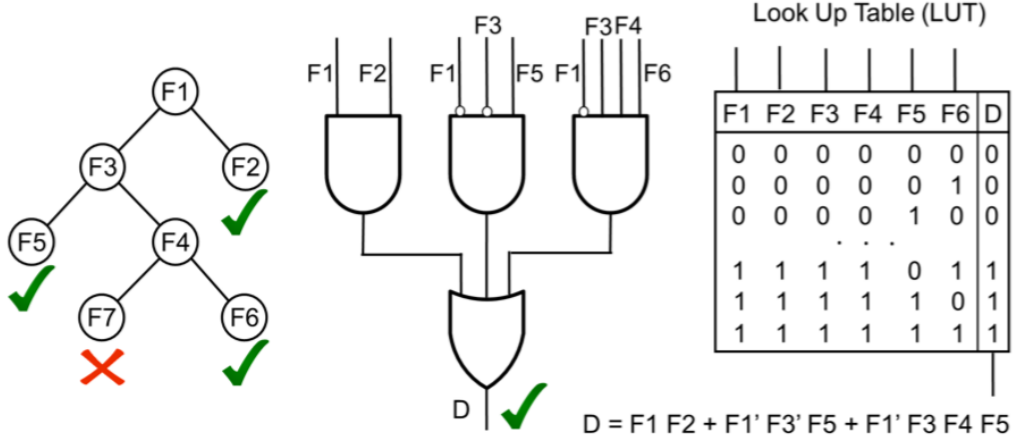 Look Up Table (LUT)
F1
F3
F2
F5
F4
F7
F6
F3
F3 F4
F1 F2 F1 F5 F1 F6
D
F1 F2 F3 F4 F5 F6 D
0 0 0 0 0 0 0
0 0 0 0 0 1 0
0 0 0 0 1 0 0
. . .
1 1 1 1 0 1 1
1 1 1 1 1 0 1
1 1 1 1 1 1 1
D = F1 F2 + F1' F3' F5 + F1' F3 F4 F5